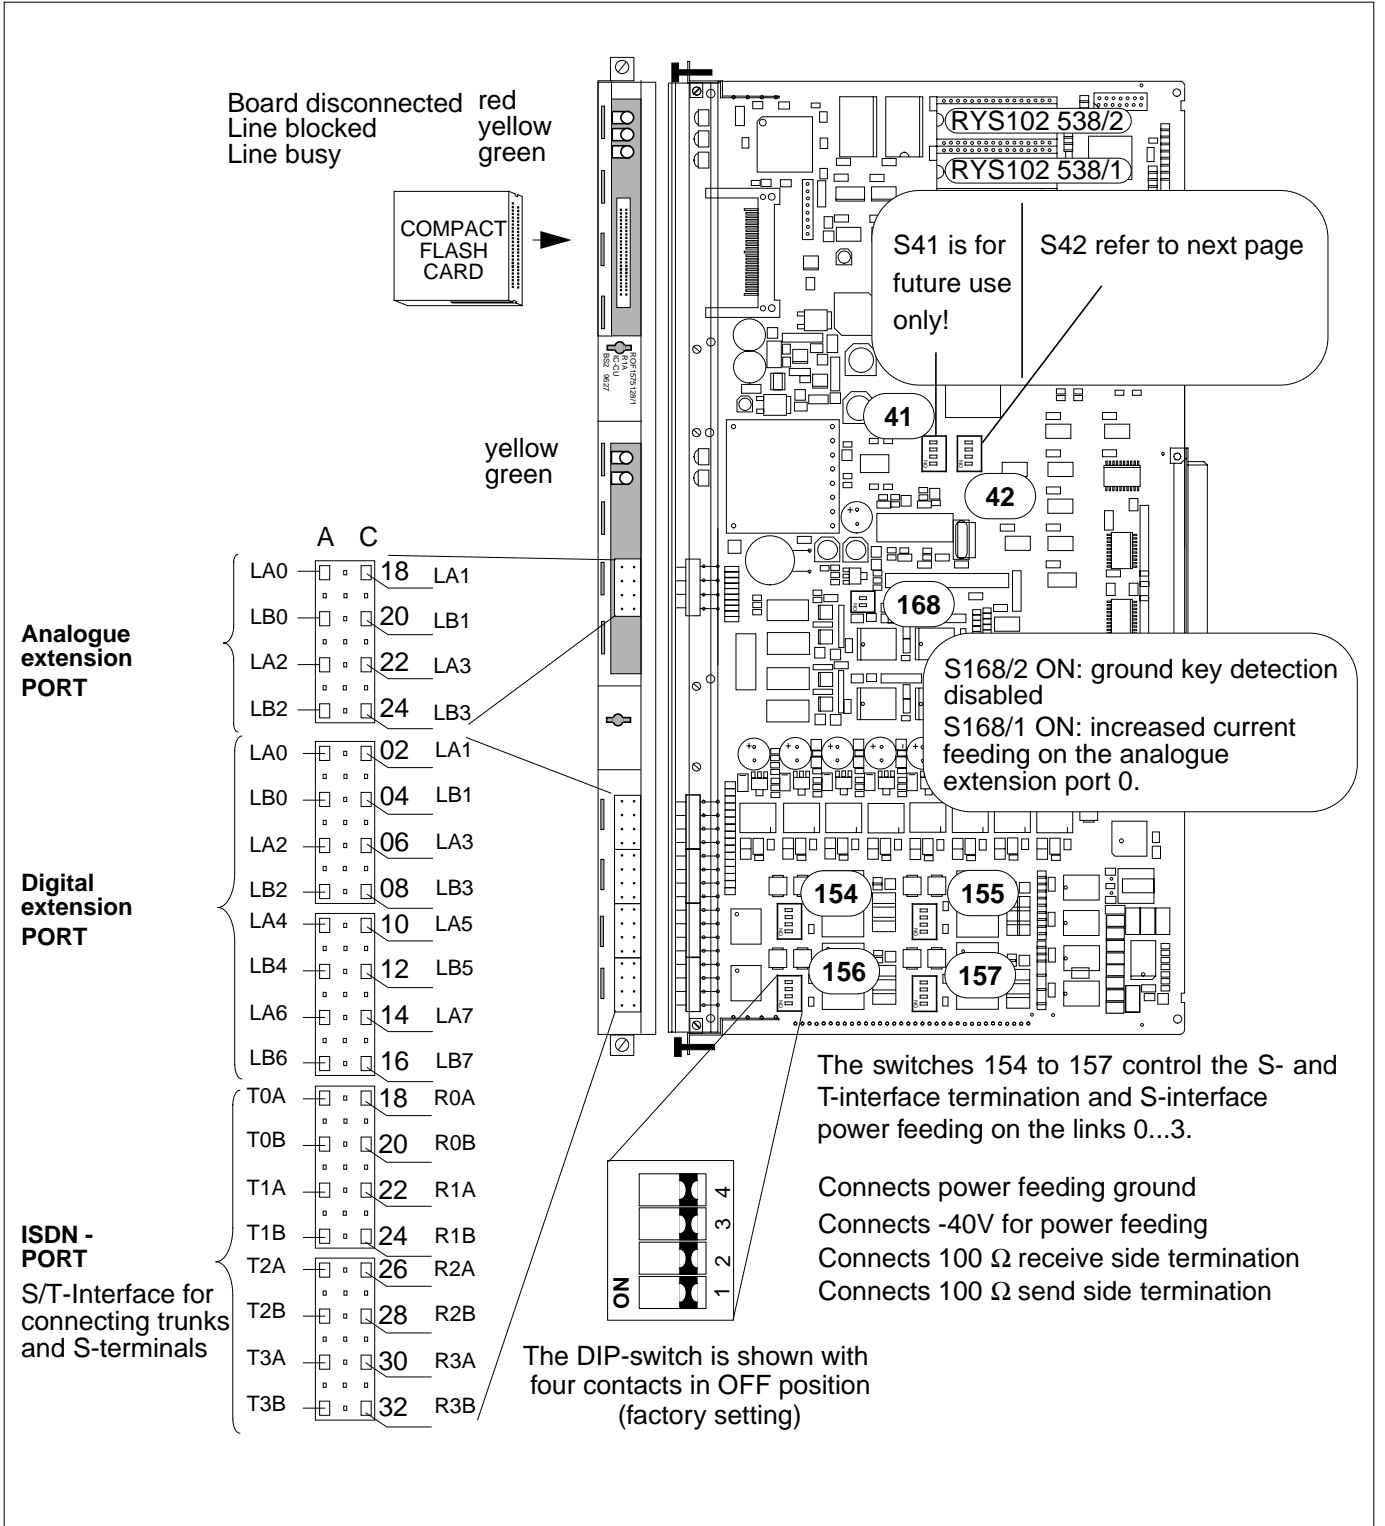 Board disconnected red
Line blocked yellow
Line busy green
COMPACT
FLASH
CARD
RYS102 538/2
RYS102 538/1
S41 is for
future use
only!
S42 refer to next page
ROF1575128/1
R1A
IC-CU
BS2 9627
41
42
yellow
green
168
S168/2 ON: ground key detection
disabled
S168/1 ON: increased current
feeding on the analogue
extension port 0.
A C
Analogue
extension
PORT
LA0 18 LA1
LB0 20 LB1
LA2 22 LA3
LB2 24 LB3
Digital
extension
PORT
LA0 02 LA1
LB0 04 LB1
LA2 06 LA3
LB2 08 LB3
LA4 10 LA5
LB4 12 LB5
LA6 14 LA7
LB6 16 LB7
ISDN -
PORT
S/T-Interface for
connecting trunks
and S-terminals
T0A 18 R0A
T0B 20 R0B
T1A 22 R1A
T1B 24 R1B
T2A 26 R2A
T2B 28 R2B
T3A 30 R3A
T3B 32 R3B
154
155
156
157
The switches 154 to 157 control the S- and
T-interface termination and S-interface
power feeding on the links 0...3.
4 Connects power feeding ground
3 Connects -40V for power feeding
2 Connects 100 Ω receive side termination
1 Connects 100 Ω send side termination
ON
The DIP-switch is shown with
four contacts in OFF position
(factory setting)